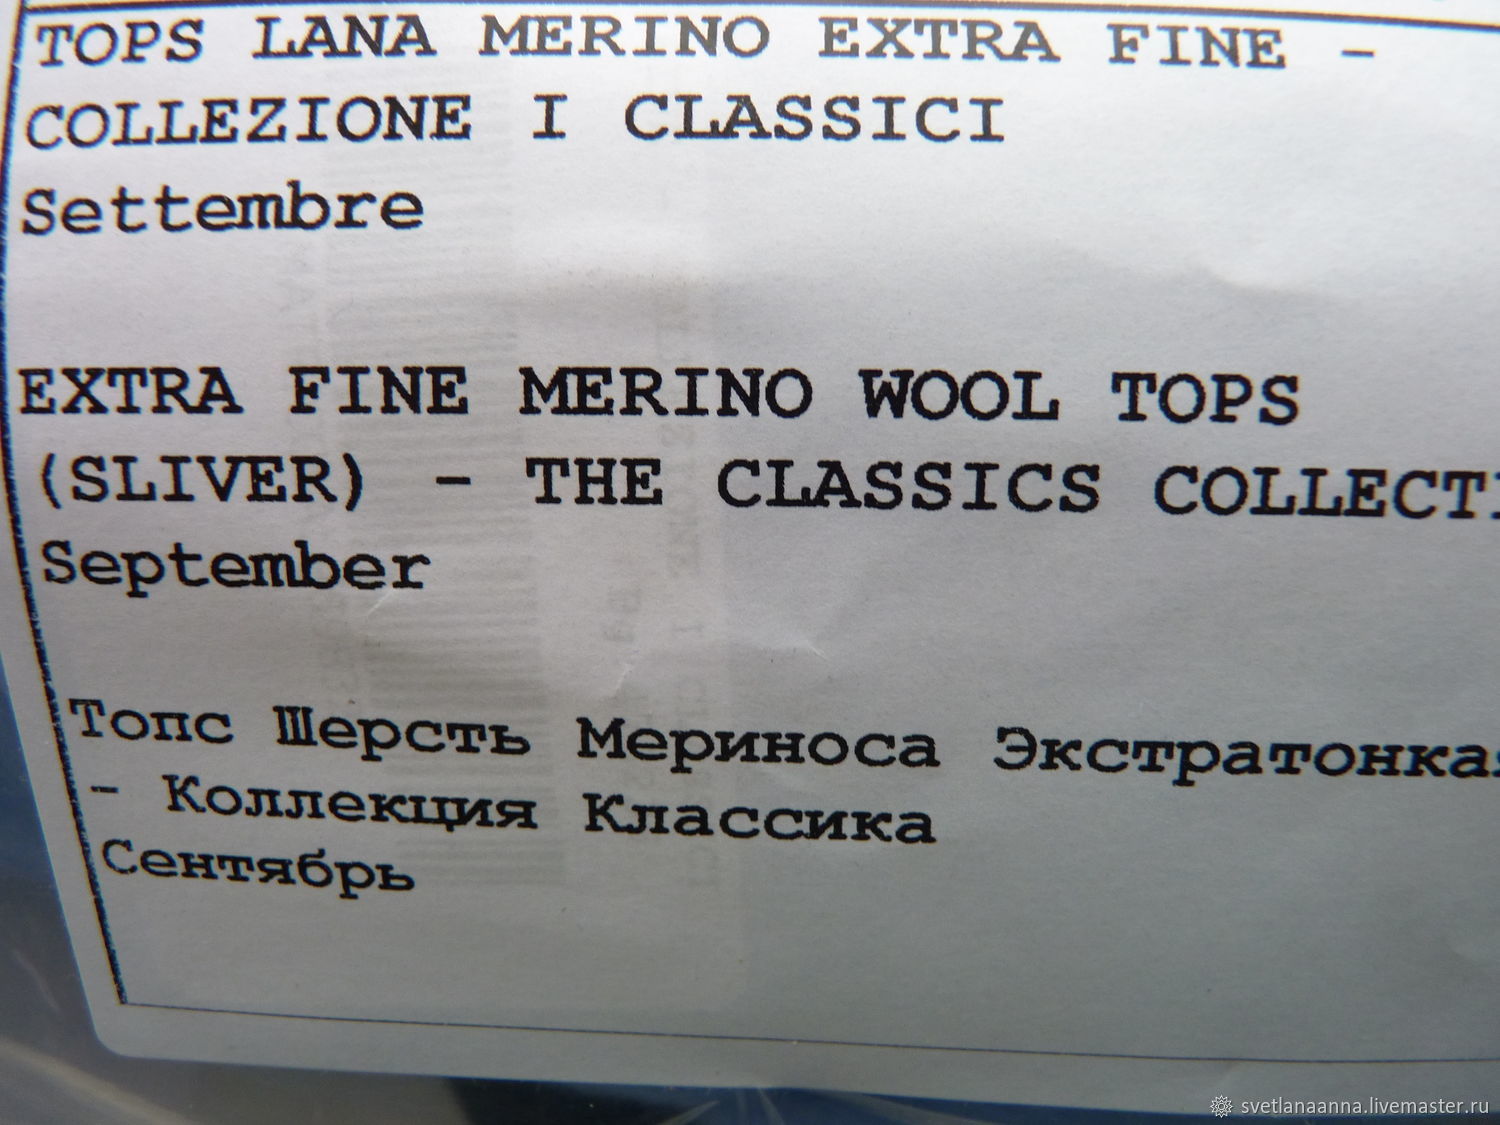 TOPS LANA MERINO EXTRA FINE -
COLLEZIONE I CLASSICI
Settembre
EXTRA FINE MERINO WOOL TOPS
(SLIVER) - THE CLASSICS COLLECTI
September
Топс Шерсть Мериноса Экстратонкая
- Коллекция Классика
Сентябрь
svetlanaanna.livemaster.ru